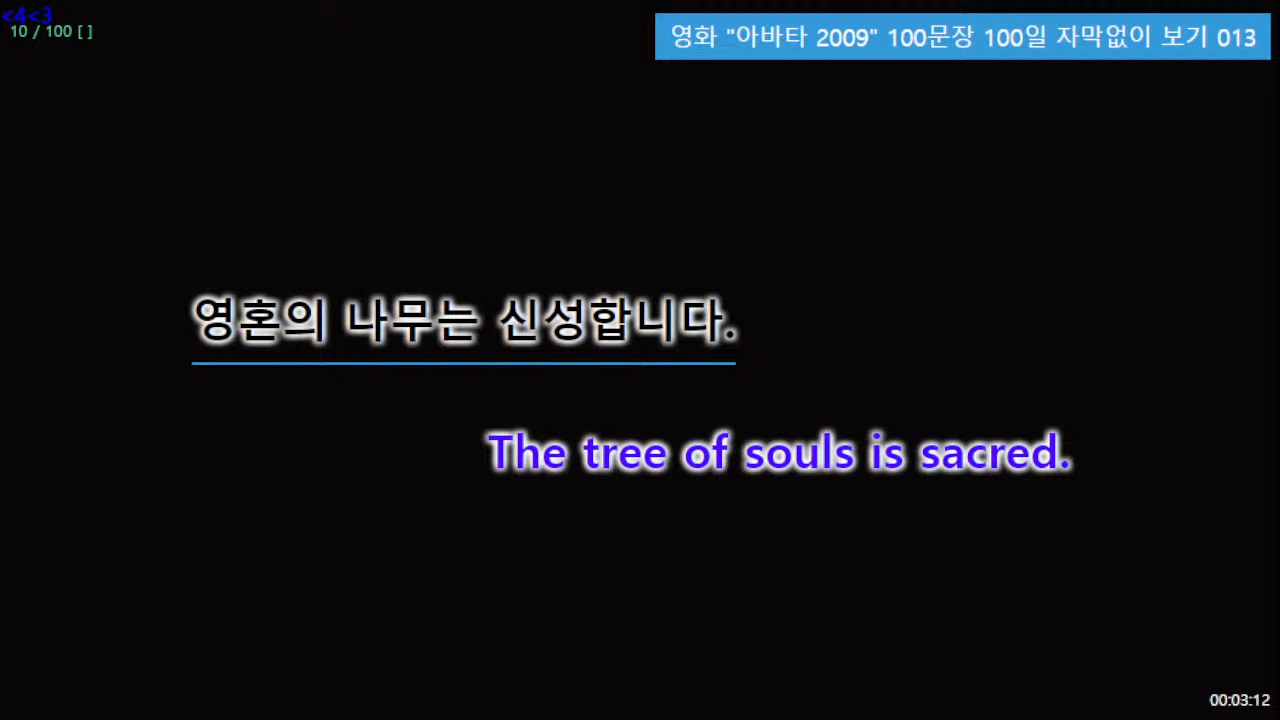 <4<3
10 / 100 [ ]
영화 "아바타 2009" 100문장 100일 자막없이 보기 013
영혼의 나무는 신성합니다.
The tree of souls is sacred.
00:03:12